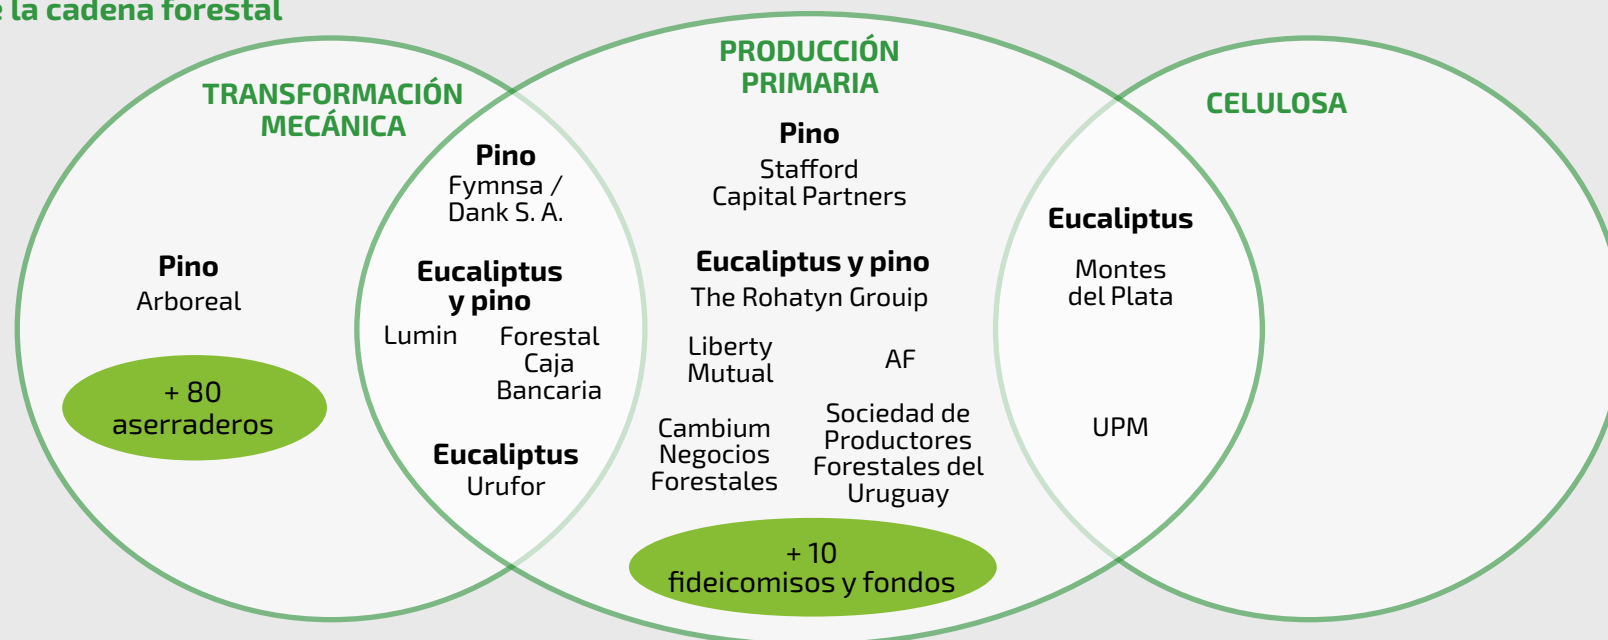 e la cadena forestal
TRANSFORMACIÓN
MECÁNICA
Pino
Arboreal
+ 80
aserraderos
Pino
Fymnsa /
Dank S. A.
Eucaliptus
y pino
Lumin
Forestal
Caja
Bancaria
Eucaliptus
Urufor
PRODUCCIÓN
PRIMARIA
Pino
Stafford
Capital Partners
Eucaliptus y pino
The Rohatyn Grouip
Liberty
Mutual
AF
Cambium
Negocios
Forestales
Sociedad de
Productores
Forestales del
Uruguay
+ 10
fideicomisos y fondos
Eucaliptus
Montes
del Plata
UPM
CELULOSA